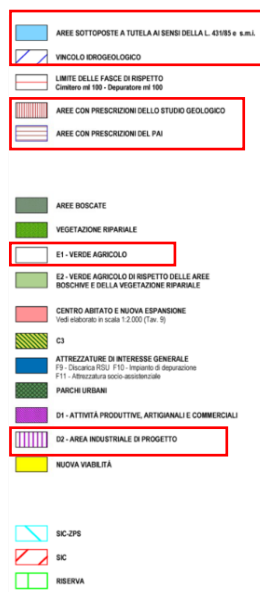 AREE SOTTOPOSTE A TUTELA AI SENSI DELLA L. 431/85 e s.m.i.
VINCOLO IDROGEOLOGICO
LIMITE DELLE FASCE DI RISPETTO
Cimitero ml 100 - Depuratore ml 100
AREE CON PRESCRIZIONI DELLO STUDIO GEOLOGICO
AREE CON PRESCRIZIONI DEL PAI
AREE BOSCATE
VEGETAZIONE RIPARIALE
E1 - VERDE AGRICOLO
E2 - VERDE AGRICOLO DI RISPETTO DELLE AREE
BOSCHIVE E DELLA VEGETAZIONE RIPARIALE
CENTRO ABITATO E NUOVA ESPANSIONE
Vedi elaborato in scala 1:2.000 (Tav. 9)
C3
ATTREZZATURE DI INTERESSE GENERALE
F9 - Discarica RSU F10 - Impianto di depurazione
F11 - Attrezzatura socio-assistenziale
PARCHI URBANI
D1 - ATTIVITÀ PRODUTTIVE, ARTIGIANALI E COMMERCIALI
D2 - AREA INDUSTRIALE DI PROGETTO
NUOVA VIABILITÀ
SIC-ZPS
SIC
RISERVA